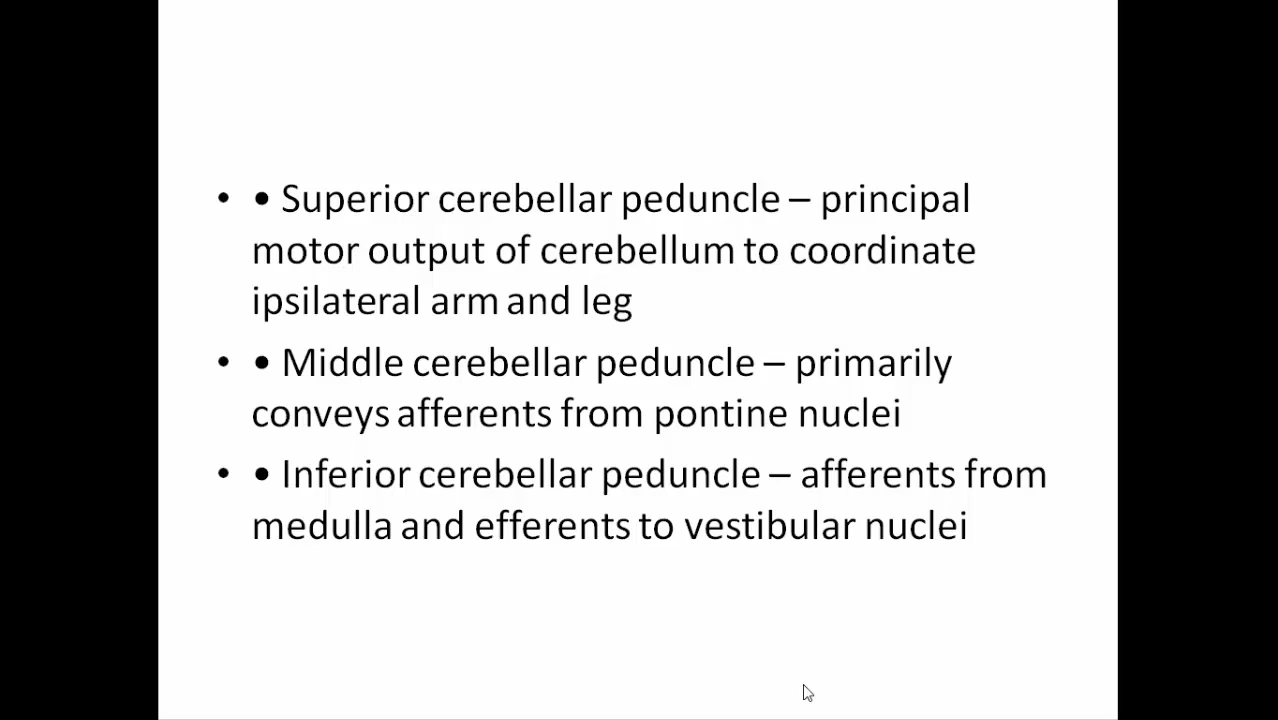 • • Superior cerebellar peduncle – principal
motor output of cerebellum to coordinate
ipsilateral arm and leg
• • Middle cerebellar peduncle – primarily
conveys afferents from pontine nuclei
• • Inferior cerebellar peduncle – afferents from
medulla and efferents to vestibular nuclei